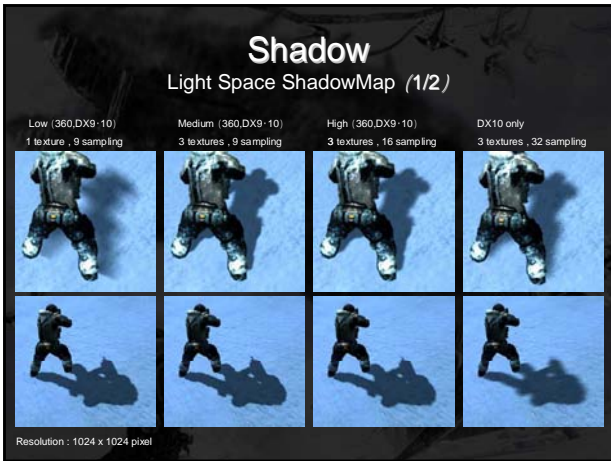 Shadow
Light Space ShadowMap (1/2)
Low (360,DX9·10)
1 texture , 9 sampling
Medium (360,DX9·10)
3 textures , 9 sampling
High (360,DX9·10)
3 textures , 16 sampling
DX10 only
3 textures , 32 sampling
Resolution : 1024 x 1024 pixel